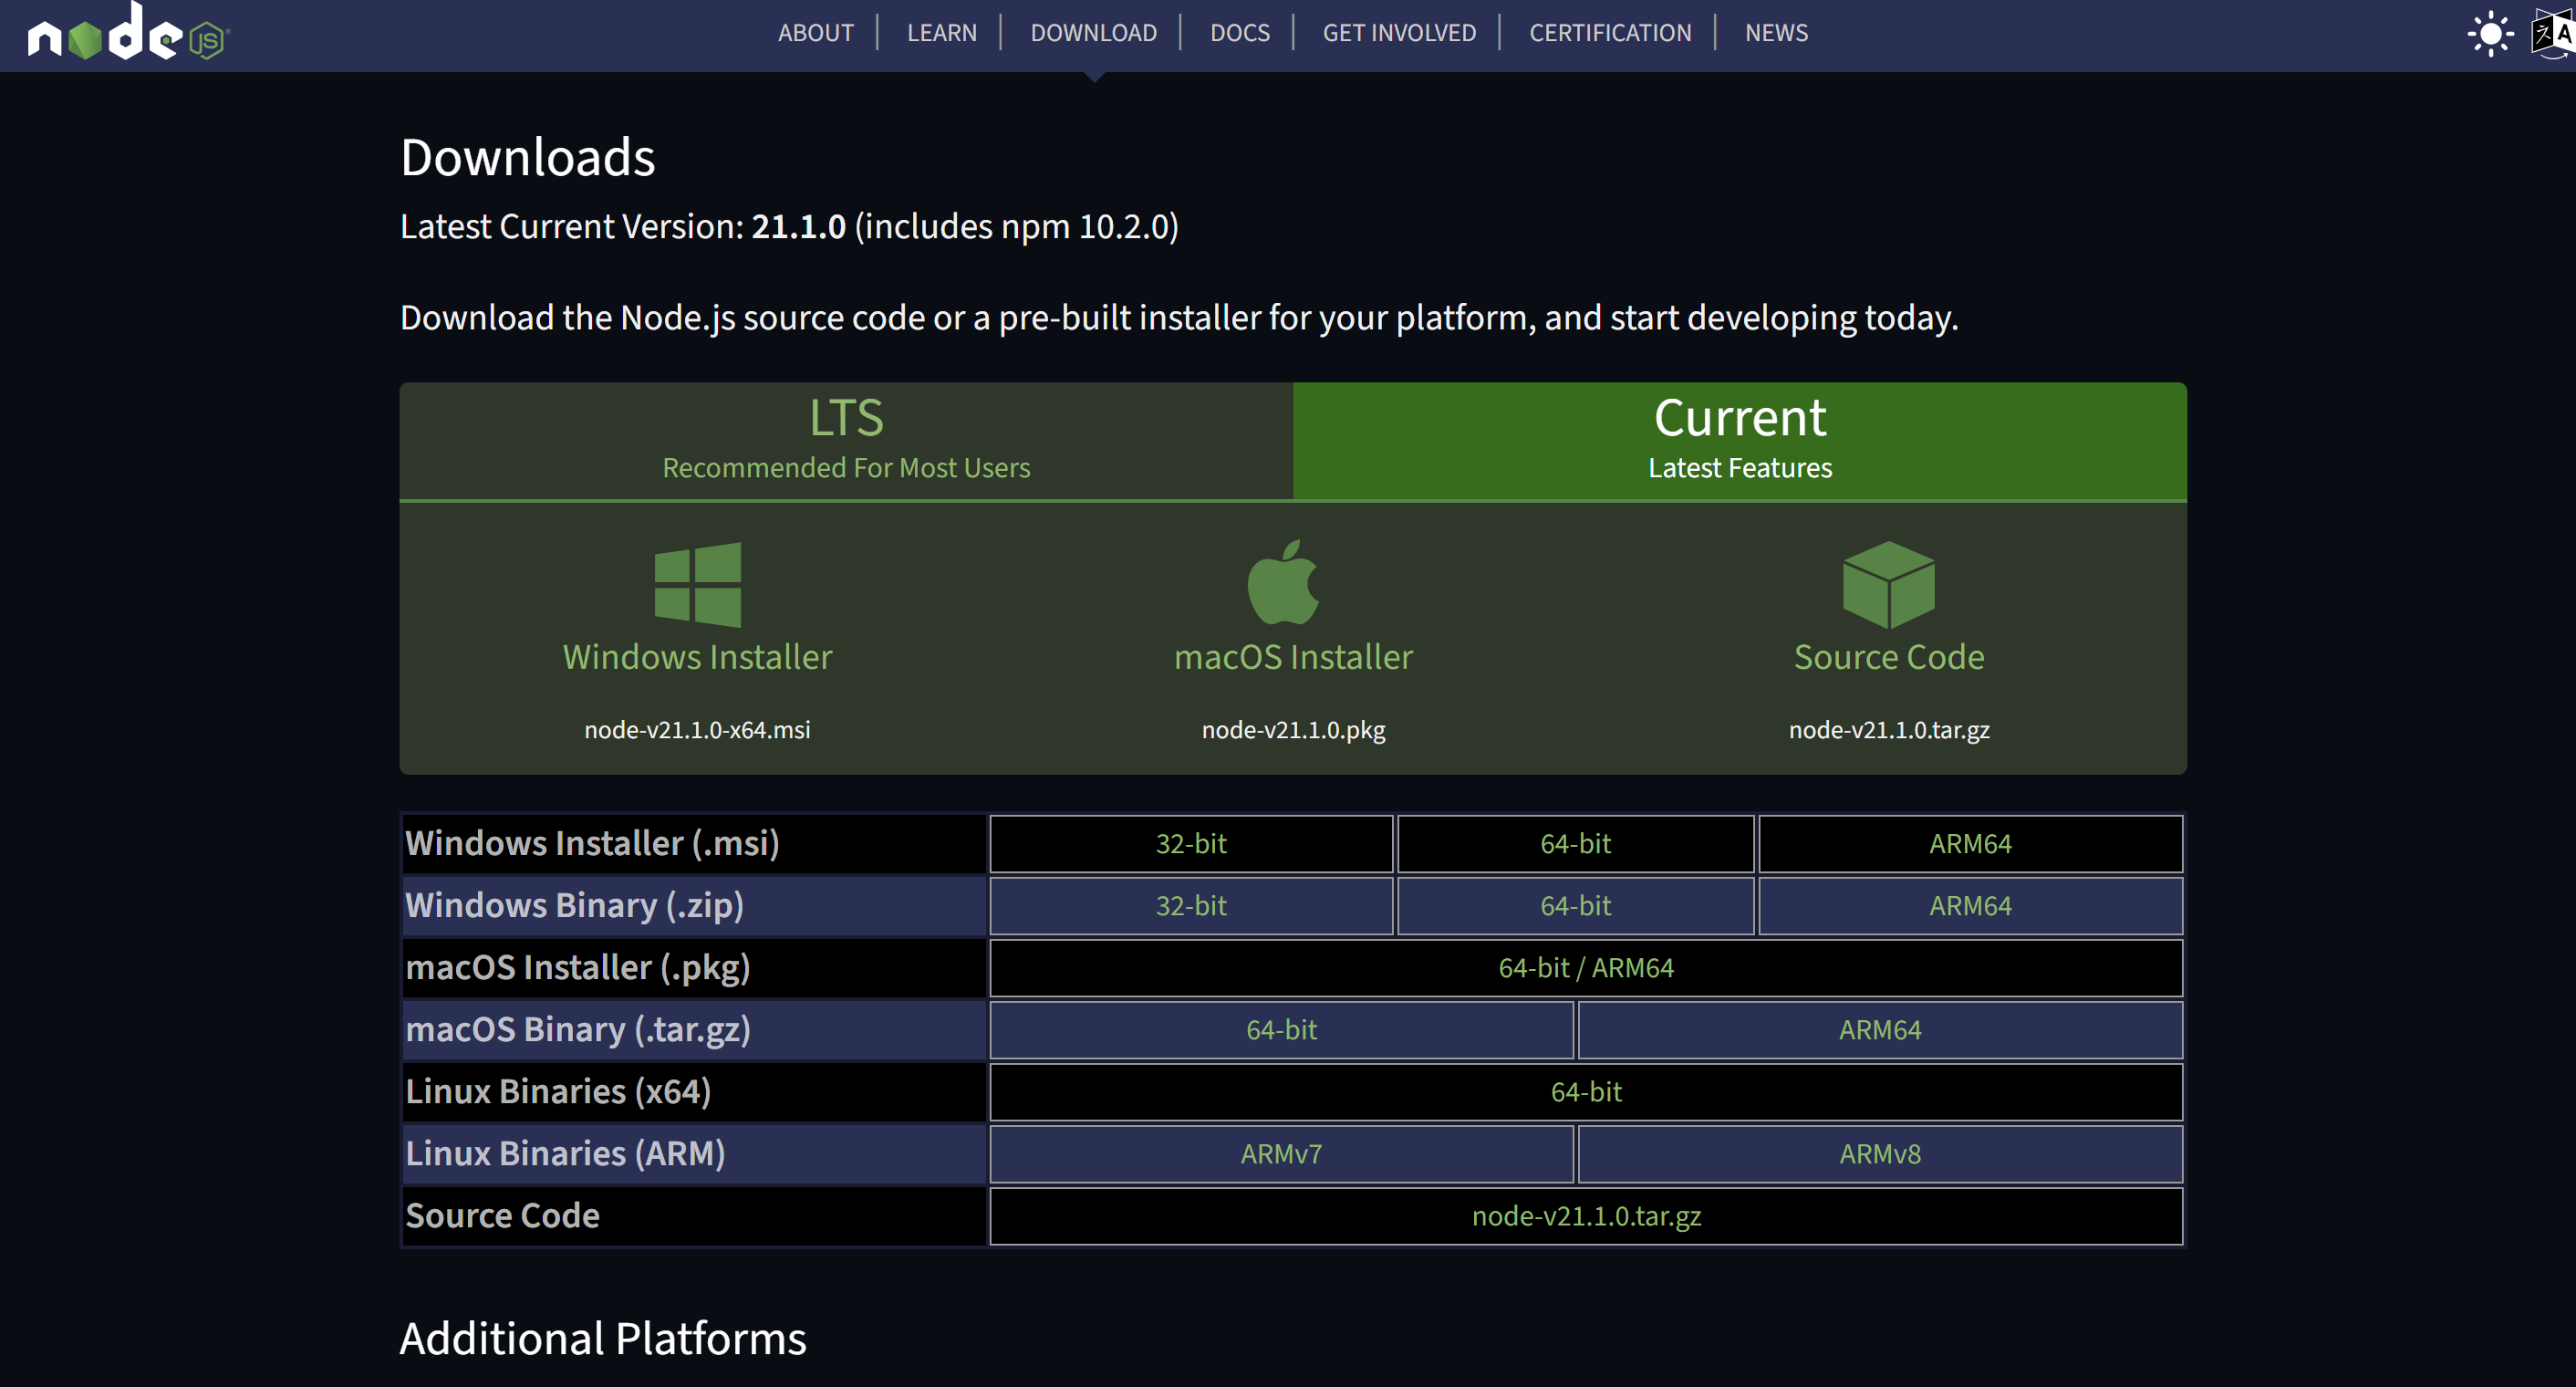 node JS
ABOUT | LEARN | DOWNLOAD | DOCS | GET INVOLVED | CERTIFICATION | NEWS
Downloads
Latest Current Version: 21.1.0 (includes npm 10.2.0)
Download the Node.js source code or a pre-built installer for your platform, and start developing today.
LTS
Recommended For Most Users
Current
Latest Features
Windows Installer
node-v21.1.0-x64.msi
macOS Installer
node-v21.1.0.pkg
Source Code
node-v21.1.0.tar.gz
Windows Installer (.msi) 32-bit 64-bit ARM64
Windows Binary (.zip) 32-bit 64-bit ARM64
macOS Installer (.pkg) 64-bit / ARM64
macOS Binary (.tar.gz) 64-bit ARM64
Linux Binaries (x64) 64-bit
Linux Binaries (ARM) ARMv7 ARMv8
Source Code node-v21.1.0.tar.gz
Additional Platforms